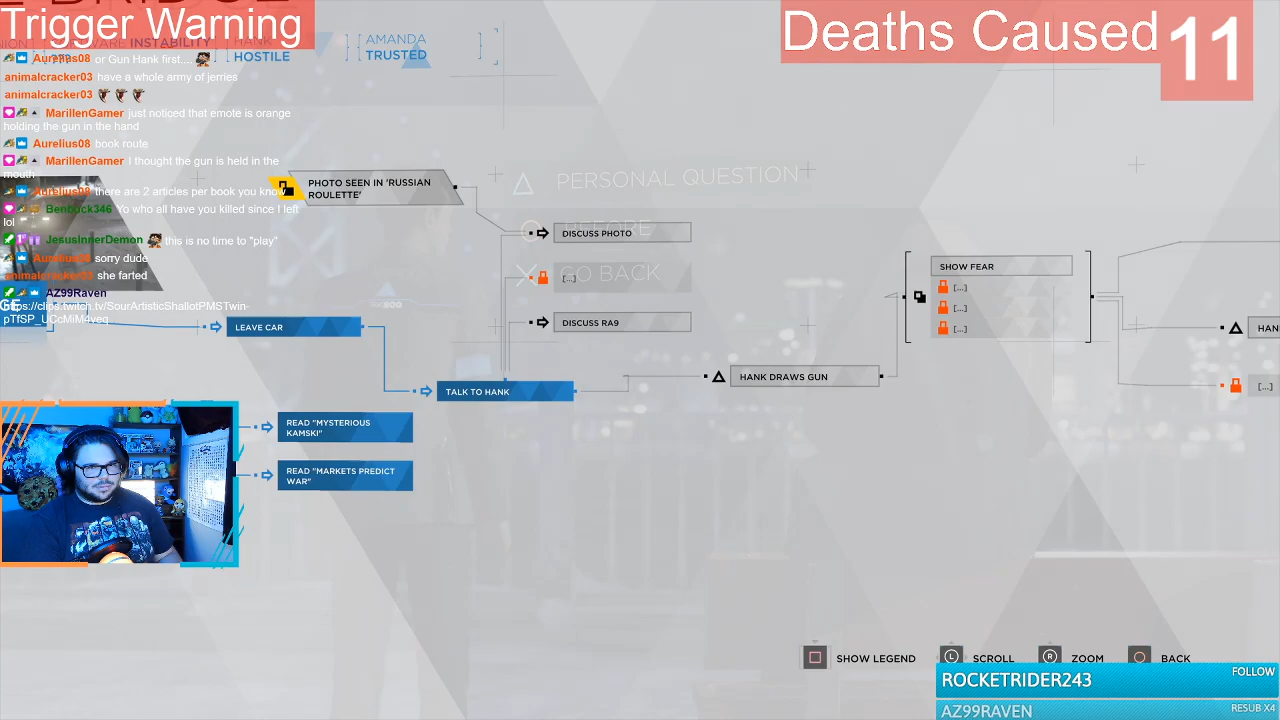 Trigger Warning
Deaths Caused 11
INSTABILITY
HANK
HOSTILE
AMANDA
TRUSTED
Aurelius08 or Gun Hank first....
animalcracker03 have a whole army of jerries
animalcracker03
MarillenGamer just noticed that emote is orange
holding the gun in the hand
Aurelius08 book route
MarillenGamer I thought the gun is held in the
mouth
Aurelius08 there are 2 articles per book you know
Benbuck346 Yo who all have you killed since I left
lol
JesusInnerDemon this is no time to "play"
Aurelius08 sorry dude
animalcracker03 she farted
AZ99Raven
PHOTO SEEN IN 'RUSSIAN
ROULETTE'
PERSONAL QUESTION
BEFORE
GO BACK
DISCUSS PHOTO
[...]
DISCUSS RA9
LEAVE CAR
TALK TO HANK
HANK DRAWS GUN
SHOW FEAR
[...]
[...]
[...]
HAN
[...]
READ "MYSTERIOUS
KAMSKI"
READ "MARKETS PREDICT
WAR"
SHOW LEGEND
L SCROLL
R ZOOM
BACK
ROCKETRIDER243 FOLLOW
AZ99RAVEN RESUB X4